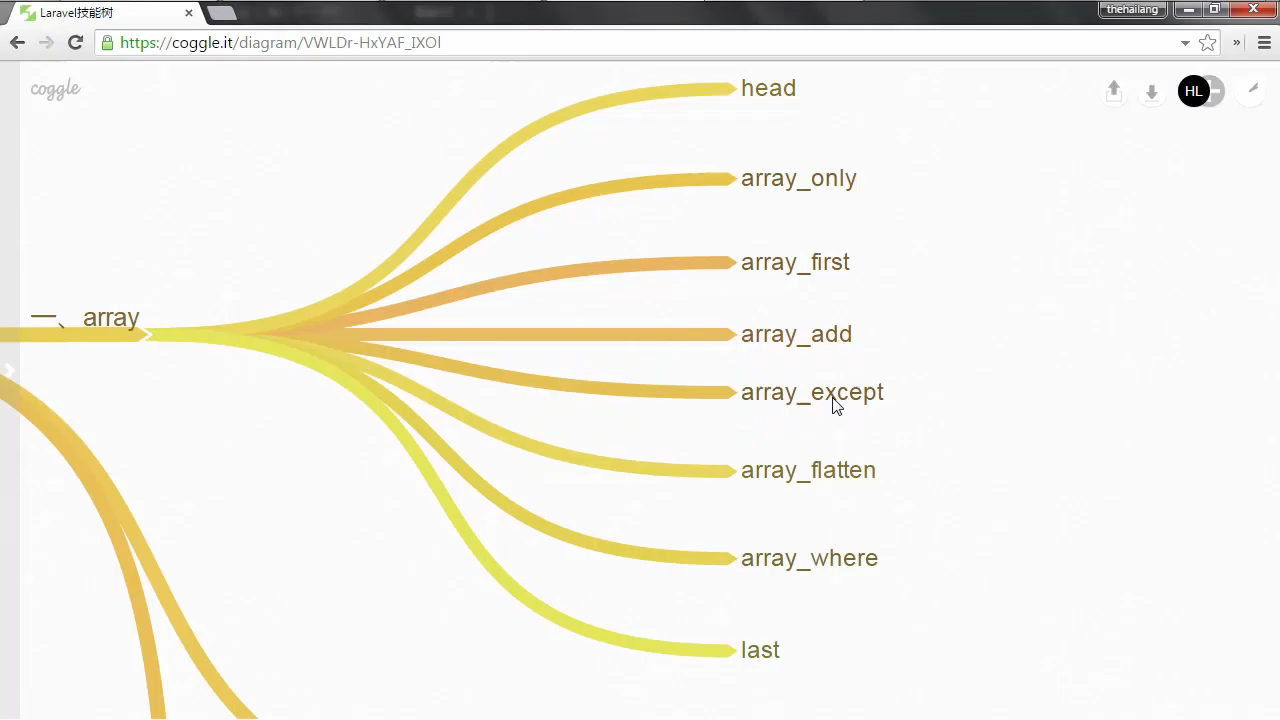 Laravel技能树
thehailang
https://coggle.it/diagram/VWLDr-HxYAF_IXOl
coggle
HL
head
array_only
array_first
一、 array
array_add
array_except
array_flatten
array_where
last